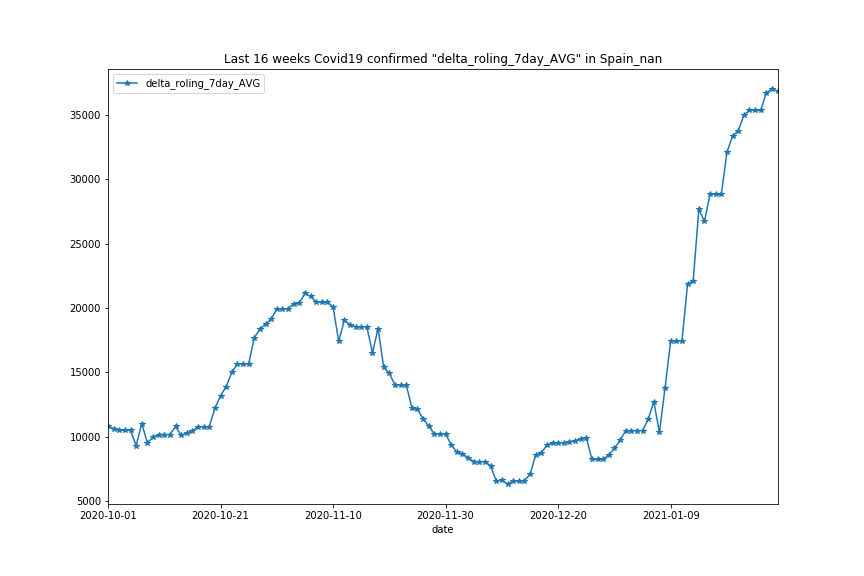 Last 16 weeks Covid19 confirmed "delta_roling_7day_AVG" in Spain_nan
delta_roling_7day_AVG
35000
30000
25000
20000
15000
10000
5000
2020-10-01 2020-10-21 2020-11-10 2020-11-30 2020-12-20 2021-01-09
date